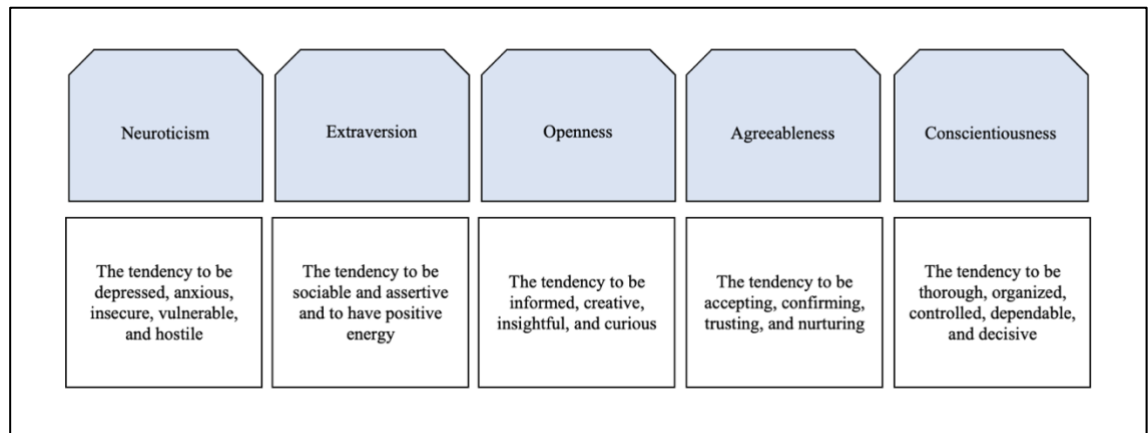 Neuroticism
Extraversion
Openness
Agreeableness
Conscientiousness
The tendency to be
depressed, anxious,
insecure, vulnerable,
and hostile
The tendency to be
sociable and assertive
and to have positive
energy
The tendency to be
informed, creative,
insightful, and curious
The tendency to be
accepting, confirming,
trusting, and nurturing
The tendency to be
thorough, organized,
controlled, dependable,
and decisive